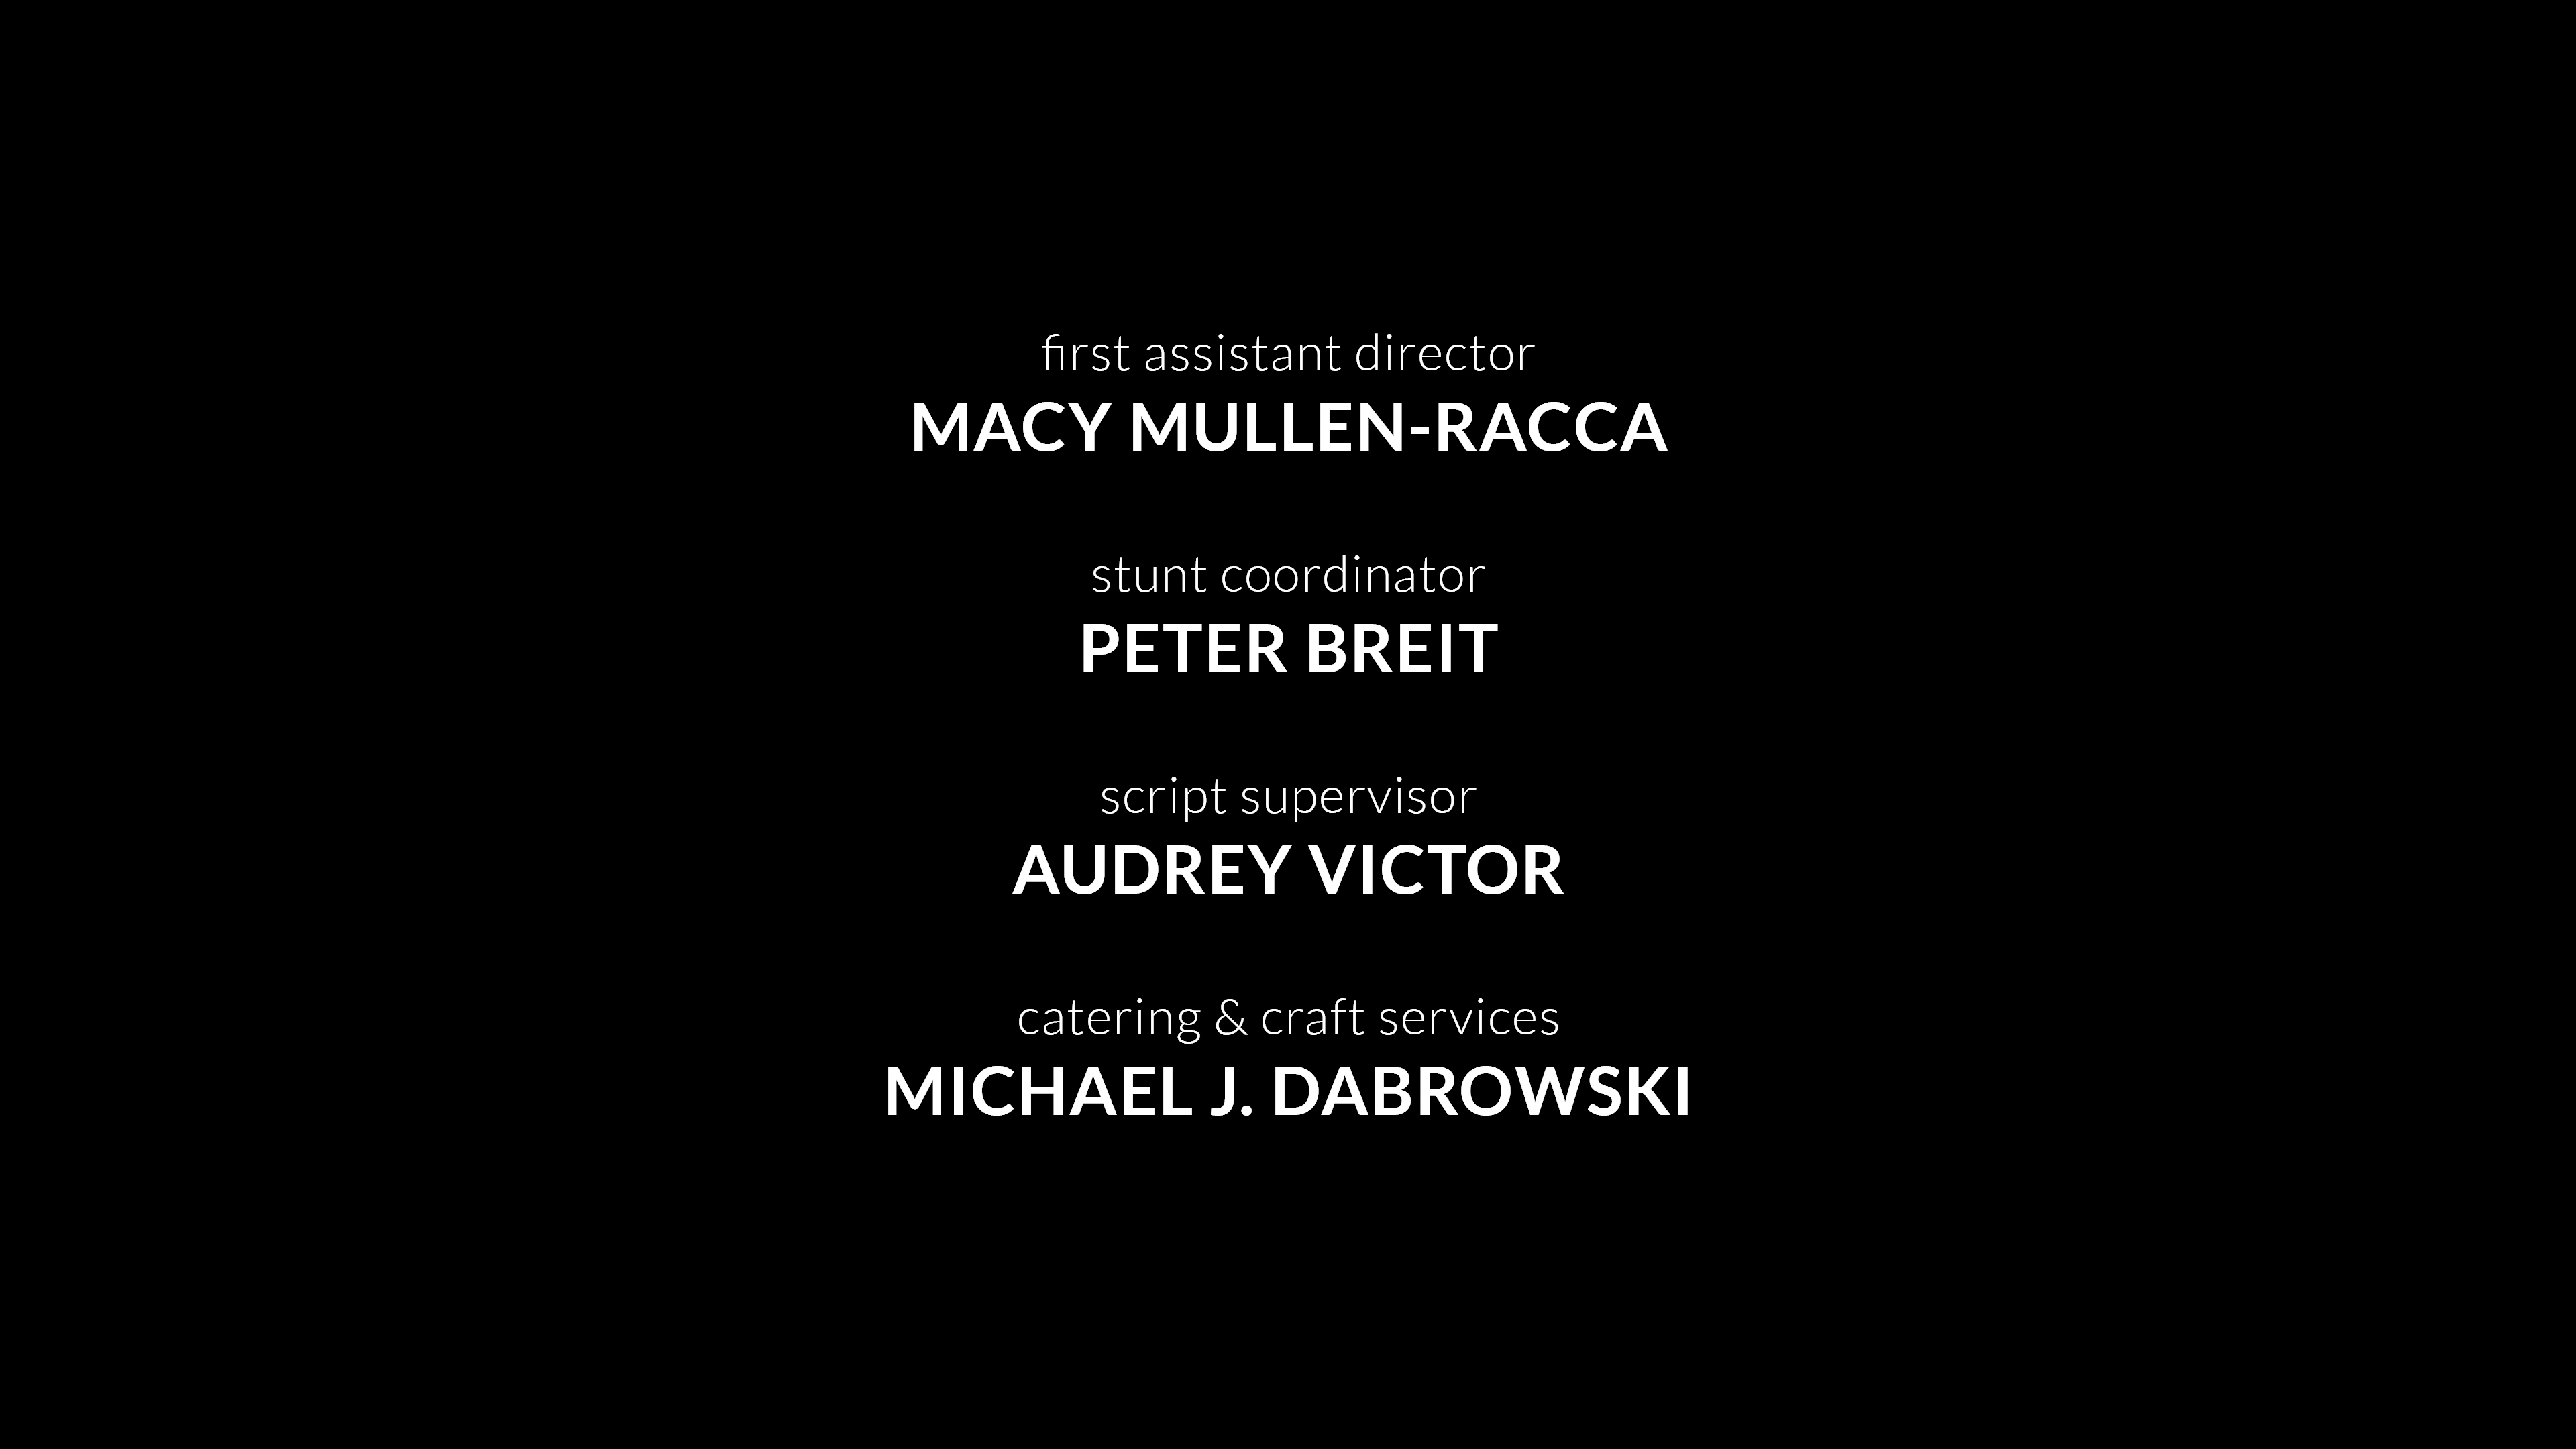 first assistant director
MACY MULLEN-RACCA
stunt coordinator
PETER BREIT
script supervisor
AUDREY VICTOR
catering & craft services
MICHAEL J. DABROWSKI